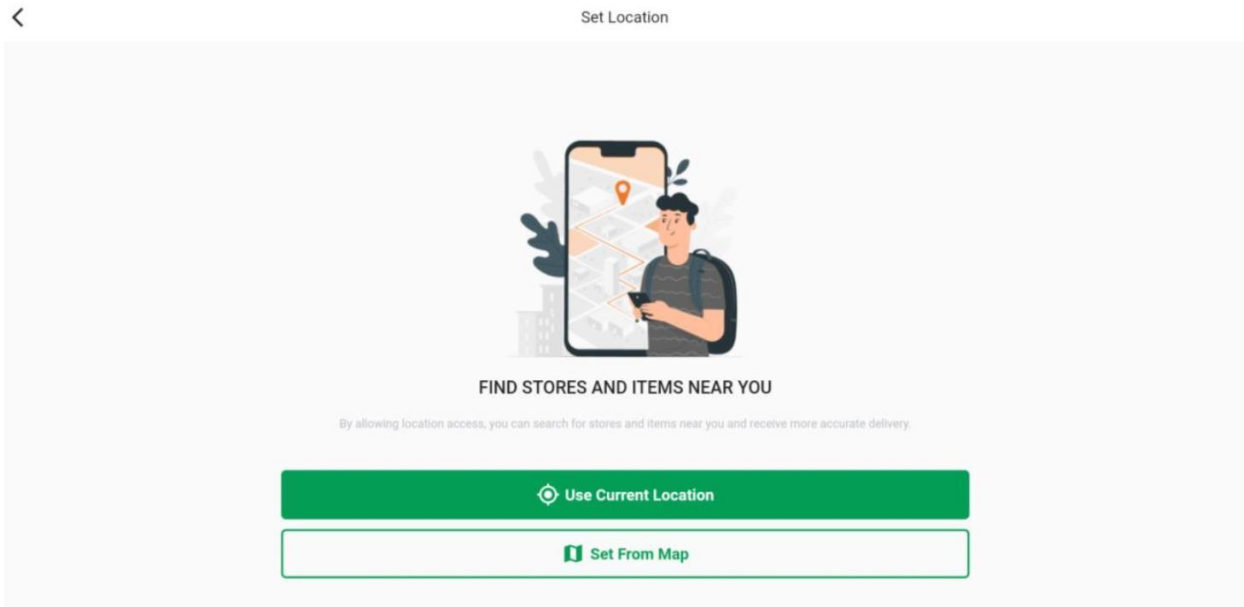 Set Location
FIND STORES AND ITEMS NEAR YOU
By allowing location access, you can search for stores and items near you and receive more accurate delivery.
Use Current Location
Set From Map